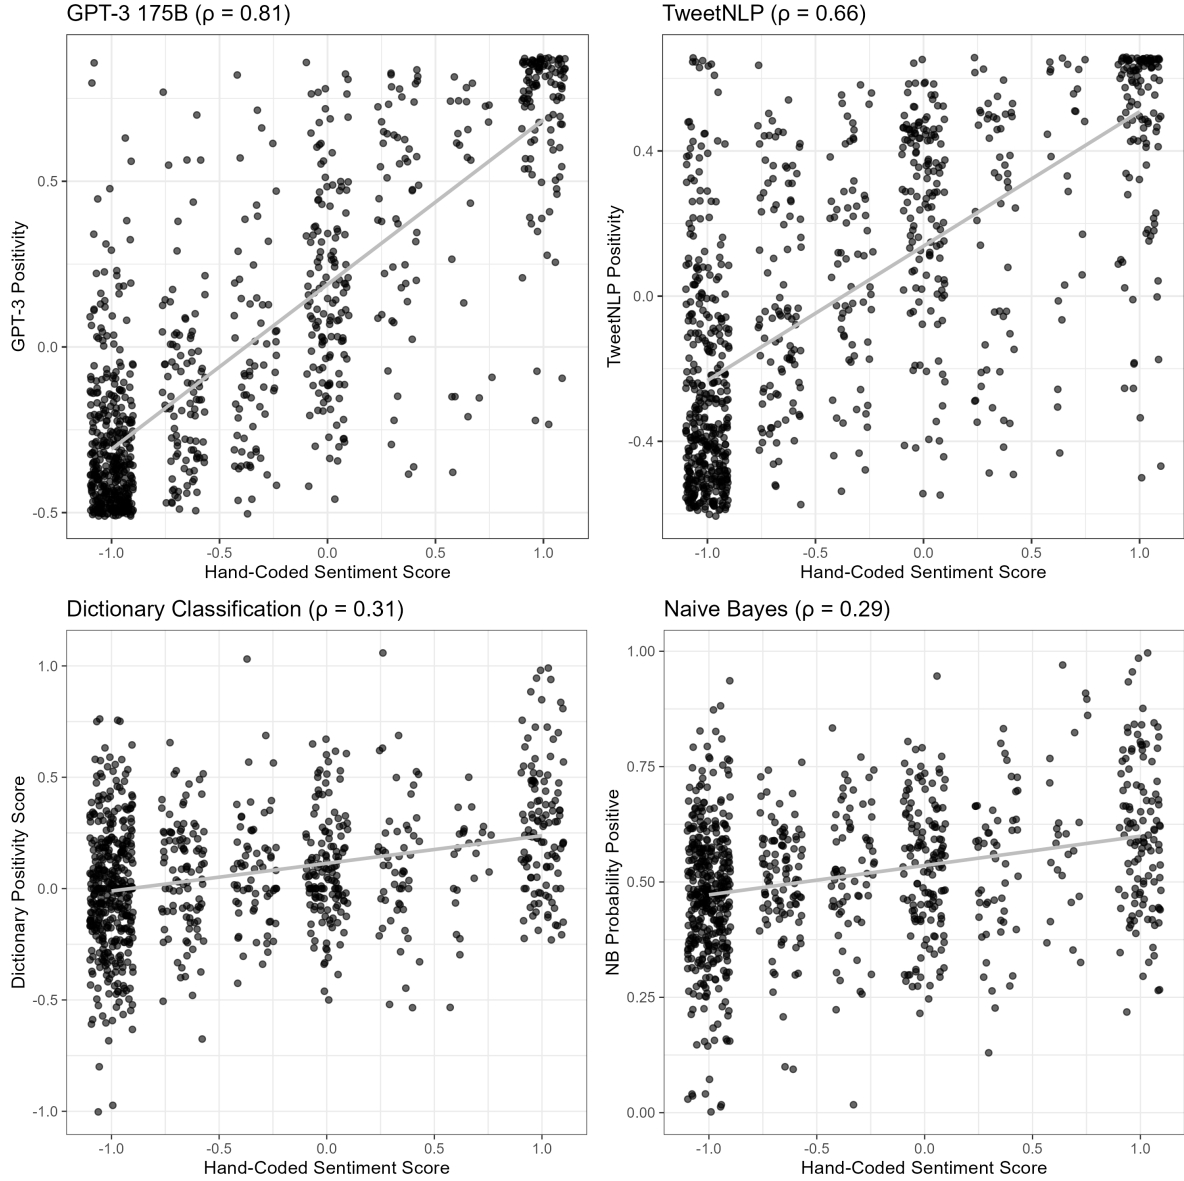 GPT-3 175B (ρ = 0.81)
GPT-3 Positivity
0.5
0.0
-0.5
-1.0 -0.5 0.0 0.5 1.0
Hand-Coded Sentiment Score
TweetNLP (ρ = 0.66)
TweetNLP Positivity
0.4
0.0
-0.4
-1.0 -0.5 0.0 0.5 1.0
Hand-Coded Sentiment Score
Dictionary Classification (ρ = 0.31)
Dictionary Positivity Score
1.0
0.5
0.0
-0.5
-1.0
-1.0 -0.5 0.0 0.5 1.0
Hand-Coded Sentiment Score
Naive Bayes (ρ = 0.29)
NB Probability Positive
1.00
0.75
0.50
0.25
0.00
-1.0 -0.5 0.0 0.5 1.0
Hand-Coded Sentiment Score